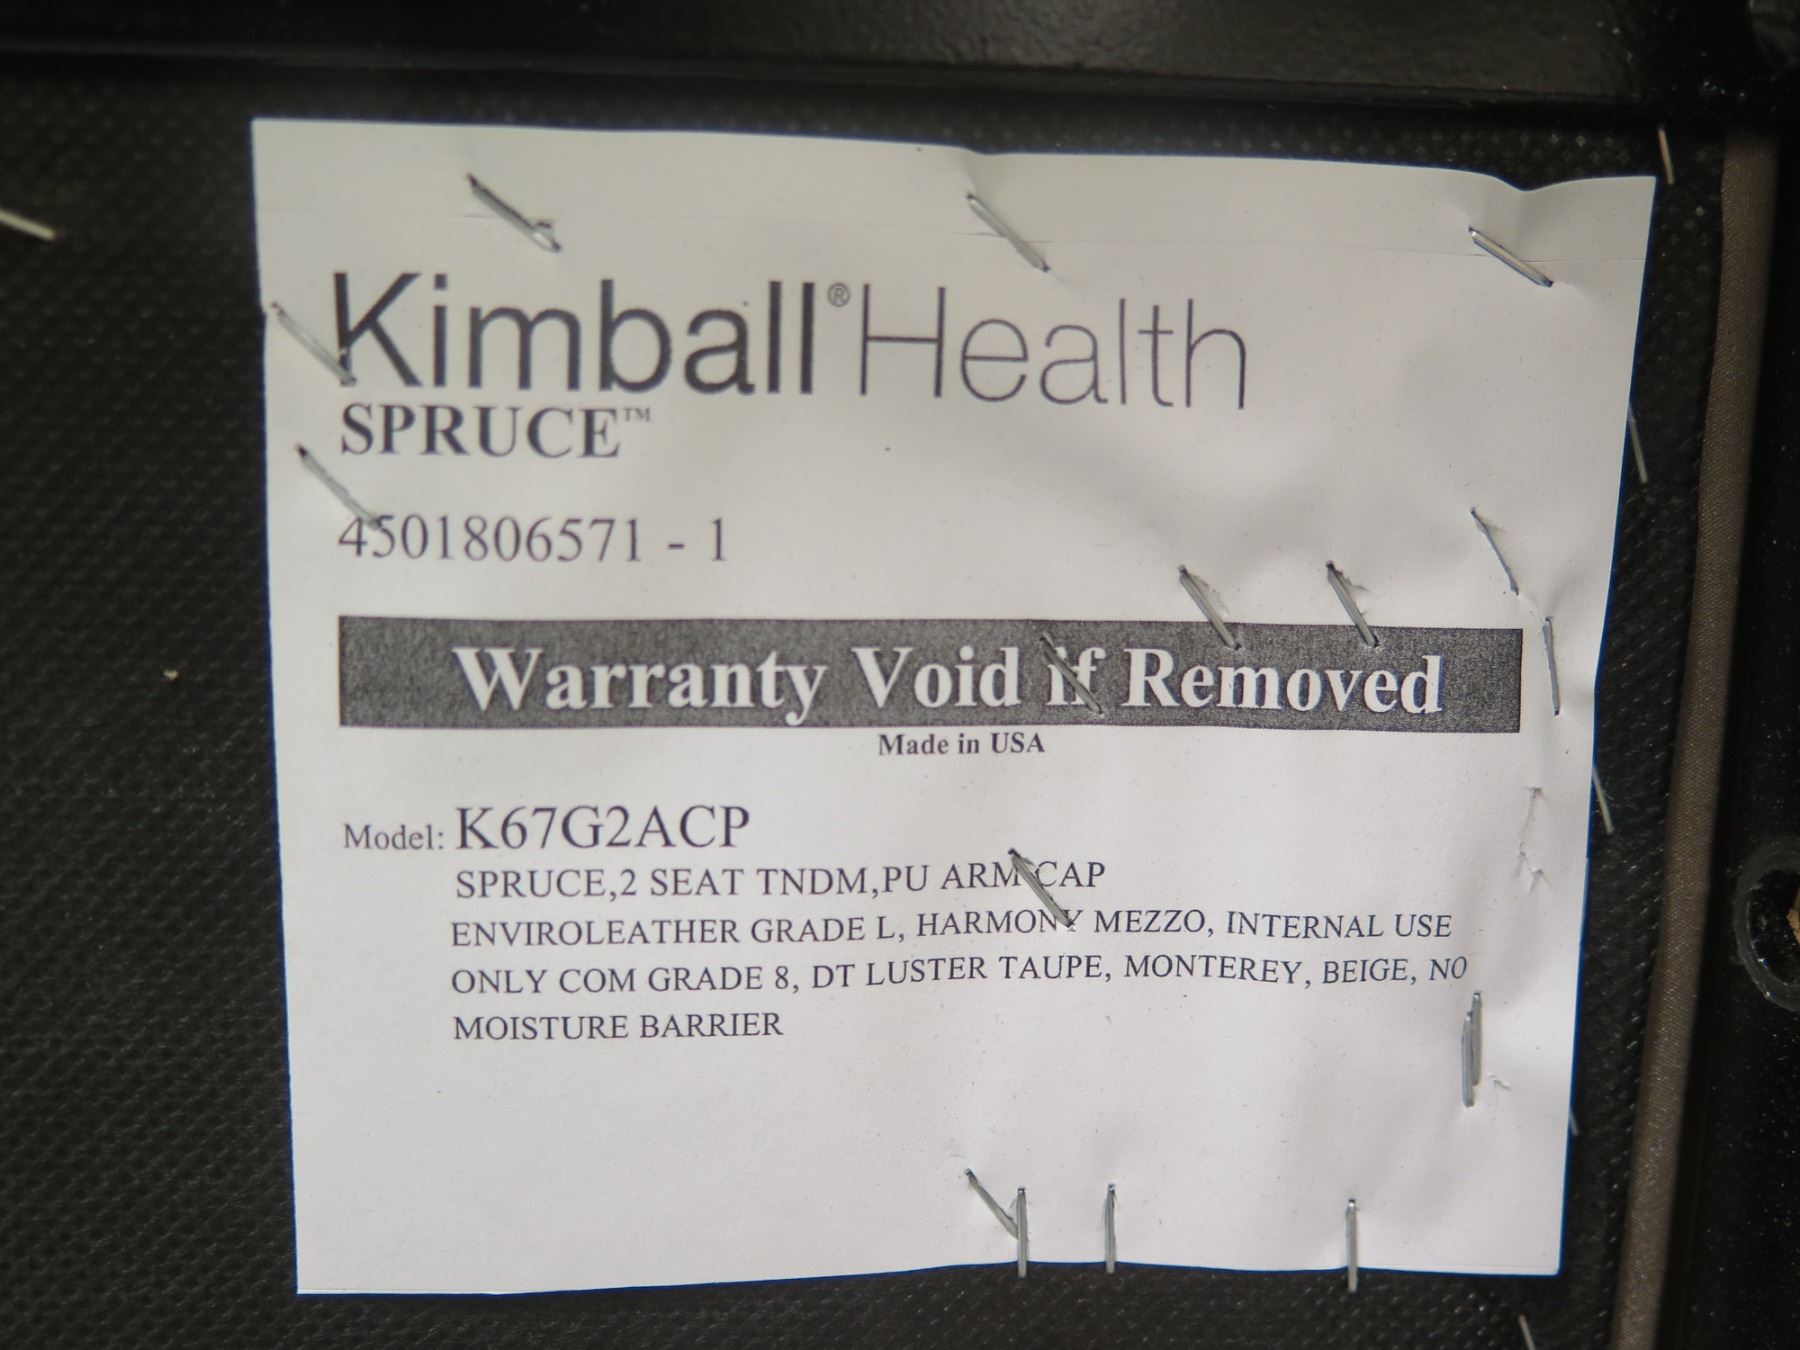 Kimball® Health
SPRUCE™
4501806571 - 1
Warranty Void if Removed
Made in USA
Model: K67G2ACP
SPRUCE,2 SEAT TNDM,PU ARM CAP
ENVIROLEATHER GRADE L, HARMONY MEZZO, INTERNAL USE
ONLY COM GRADE 8, DT LUSTER TAUPE, MONTEREY, BEIGE, NO
MOISTURE BARRIER